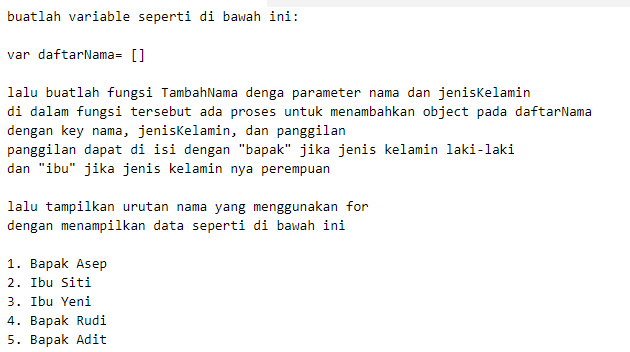 buatlah variable seperti di bawah ini:
var daftarNama= []
lalu buatlah fungsi TambahNama denga parameter nama dan jenisKelamin
di dalam fungsi tersebut ada proses untuk menambahkan object pada daftarNama
dengan key nama, jenisKelamin, dan panggilan
panggilan dapat di isi dengan "bapak" jika jenis kelamin laki-laki
dan "ibu" jika jenis kelamin nya perempuan
lalu tampilkan urutan nama yang menggunakan for
dengan menampilkan data seperti di bawah ini
1. Bapak Asep
2. Ibu Siti
3. Ibu Yeni
4. Bapak Rudi
5. Bapak Adit